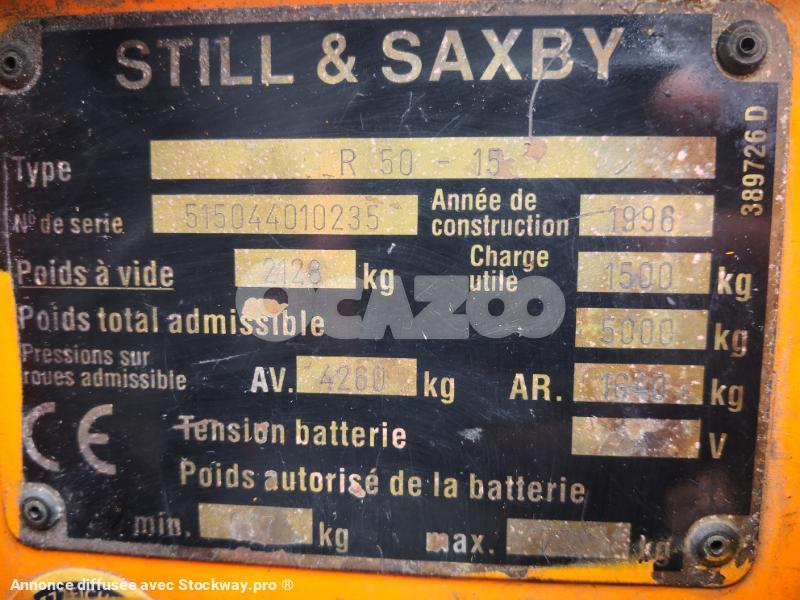 STILL & SAXBY
389726 D
Type R 50 - 15
N° de serie 515044010235 Année de construction 1996
Poids à vide 2128 kg Charge utile 1500 kg
OCAZOO
Poids total admissible 5000 kg
Pressions sur roues admissible AV. 4260 kg AR. kg
CE
Tension batterie V
Poids autorisé de la batterie
min. kg max. kg
Annonce diffusée avec Stockway.pro ®